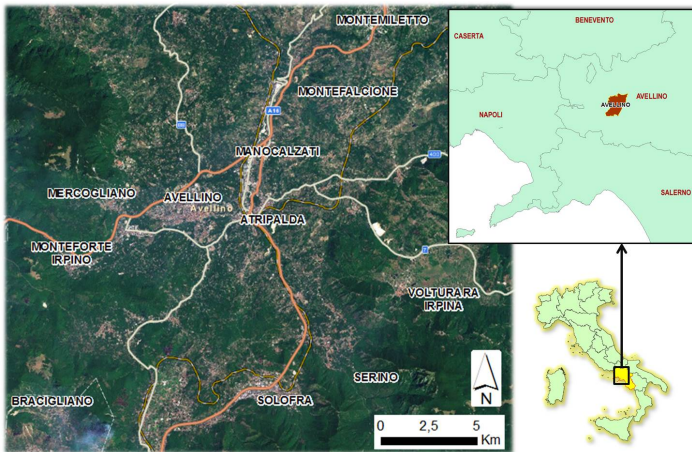 MONTEMILETTO
MONTEFALCIONE
A16
MANOCALZATI
MERCOGLIANO
AVELLINO
Avellino
ATRIPALDA
MONTEFORTE
IRPINO
7
VOLTURARA
IRPINA
SERINO
SOLOFRA
BRACIGLIANO
N
0 2,5 5
Km
CASERTA
BENEVENTO
AVELLINO
AVELLINO
NAPOLI
SALERNO